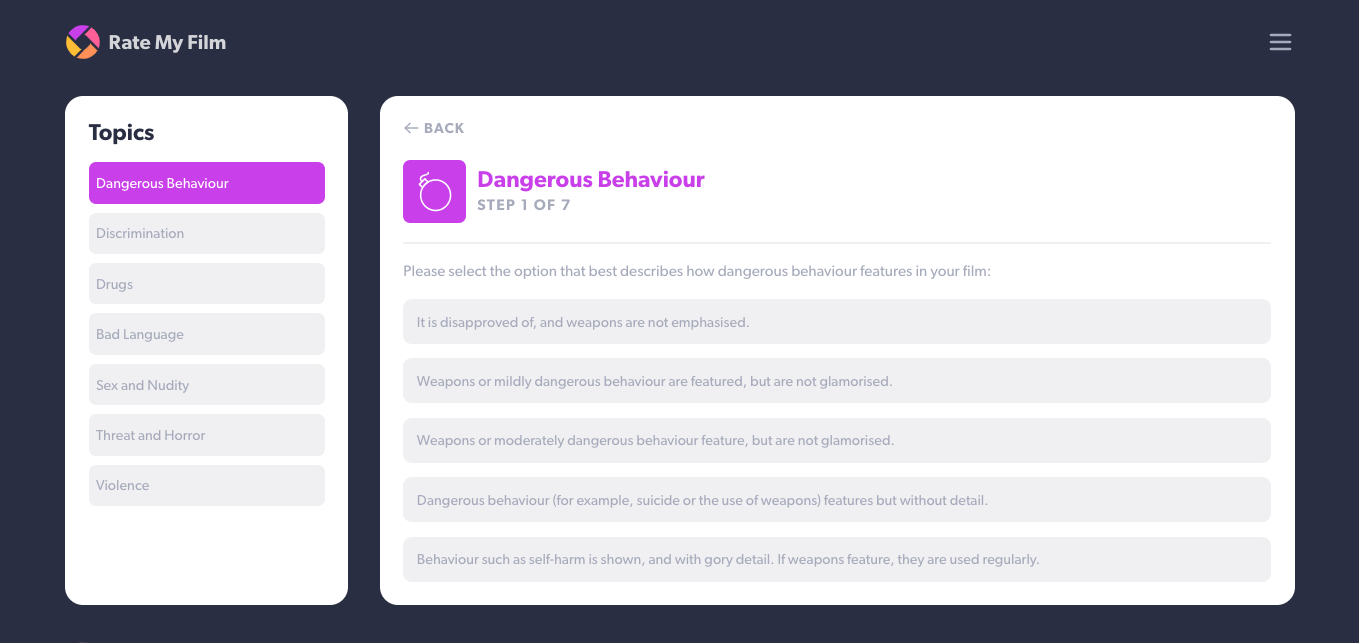 Rate My Film
Topics
Dangerous Behaviour
Discrimination
Drugs
Bad Language
Sex and Nudity
Threat and Horror
Violence
BACK
Dangerous Behaviour
STEP 1 OF 7
Please select the option that best describes how dangerous behaviour features in your film:
It is disapproved of, and weapons are not emphasised.
Weapons or mildly dangerous behaviour are featured, but are not glamorised.
Weapons or moderately dangerous behaviour feature, but are not glamorised.
Dangerous behaviour (for example, suicide or the use of weapons) features but without detail.
Behaviour such as self-harm is shown, and with gory detail. If weapons feature, they are used regularly.